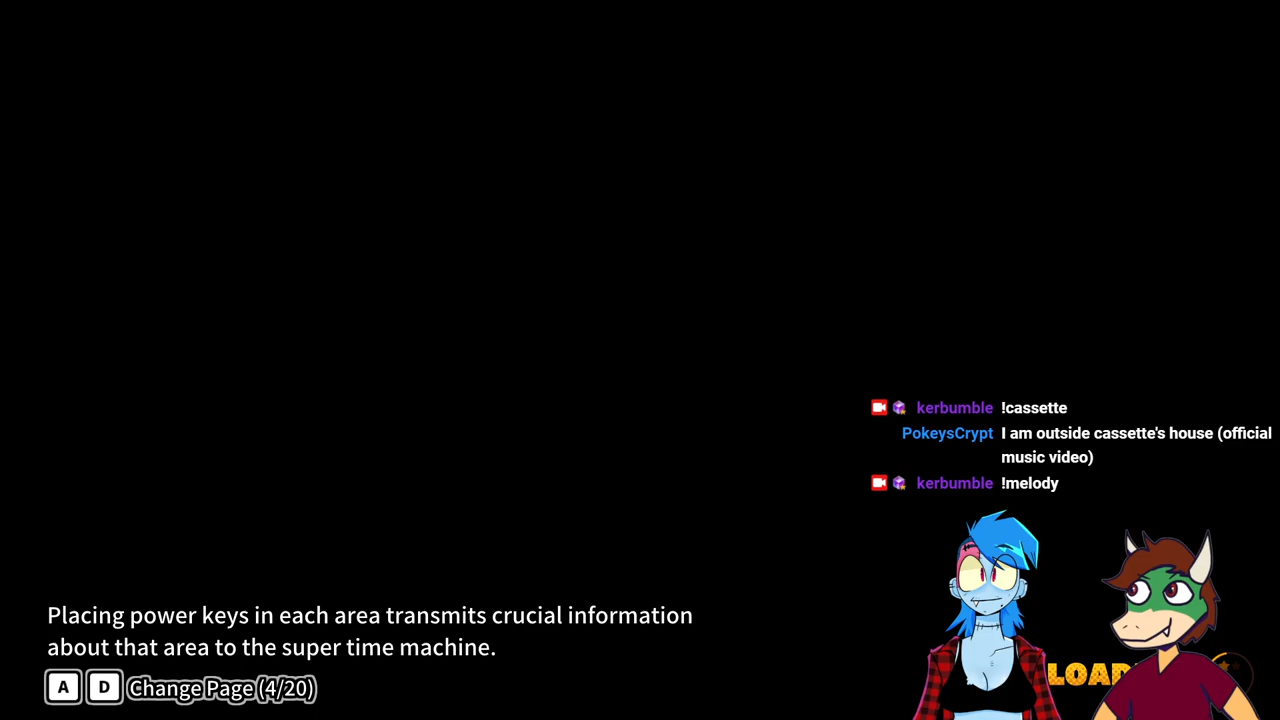 kerbumble !cassette
PokeysCrypt I am outside cassette's house (official
music video)
kerbumble !melody
Placing power keys in each area transmits crucial information
about that area to the super time machine.
A D Change Page (4/20)
LOAD